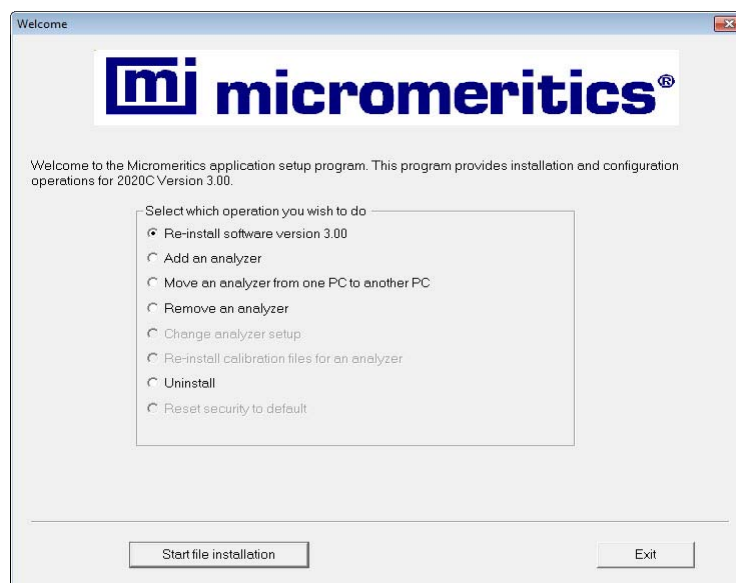 Welcome
mi micromeritics®
Welcome to the Micromeritics application setup program. This program provides installation and configuration
operations for 2020C Version 3.00.
Select which operation you wish to do
Re-install software version 3.00
Add an analyzer
Move an analyzer from one PC to another PC
Remove an analyzer
Change analyzer setup
Re-install calibration files for an analyzer
Uninstall
Reset security to default
Start file installation
Exit